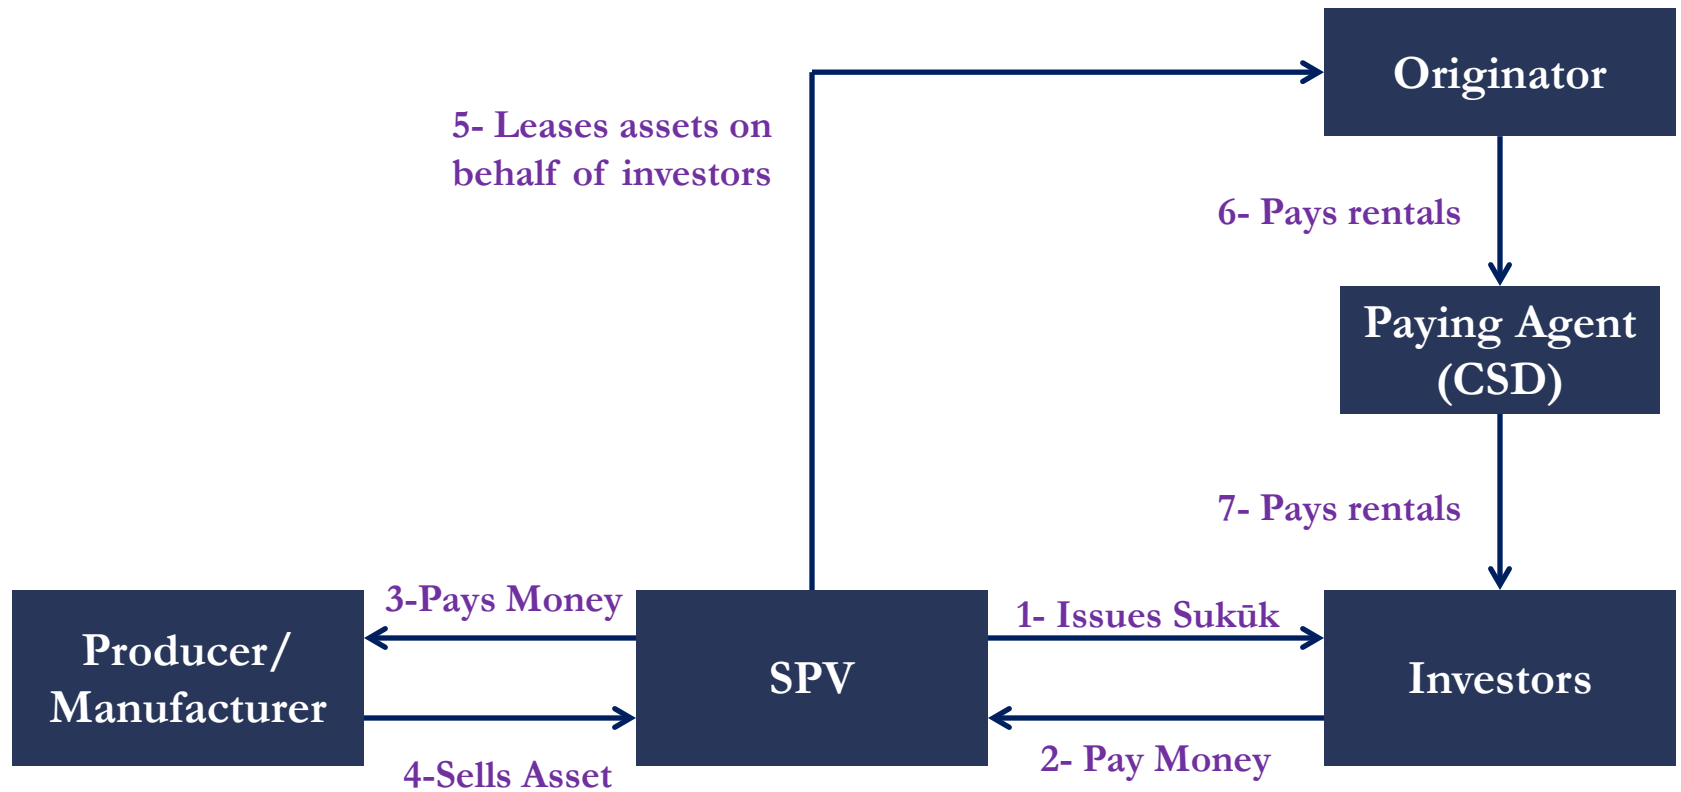 Originator
5- Leases assets on
behalf of investors
6- Pays rentals
Paying Agent
(CSD)
7- Pays rentals
3-Pays Money
1- Issues Sukūk
Producer/
Manufacturer
SPV
Investors
4-Sells Asset
2- Pay Money